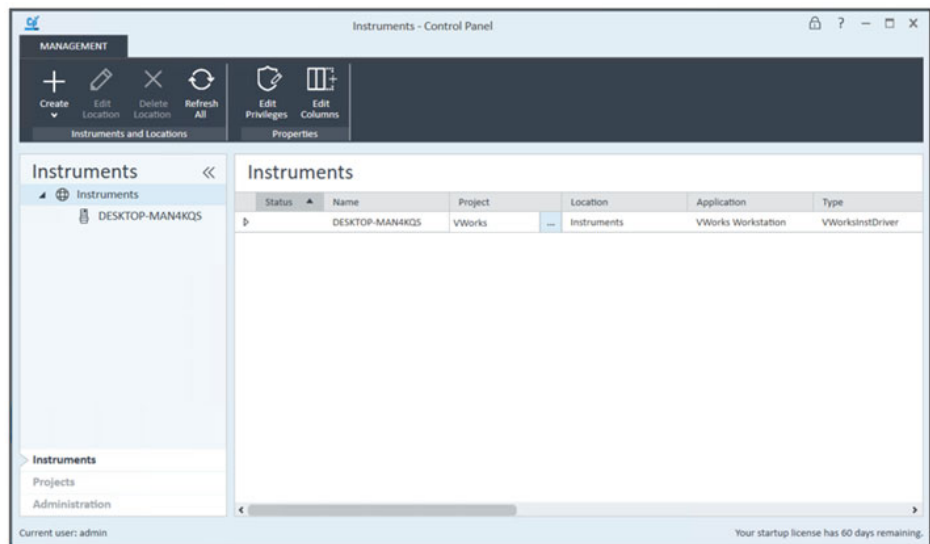 Instruments - Control Panel
?
MANAGEMENT
Create
Edit Location
Delete Location
Refresh All
Edit Privileges
Edit Columns
Instruments and Locations
Properties
Instruments
Instruments
DESKTOP-MAN4KQS
Instruments
Projects
Administration
Instruments
Status Name Project Location Application Type
DESKTOP-MAN4KQS VWorks ... Instruments VWorks Workstation VWorksInstDriver
Current user: admin
Your startup license has 60 days remaining.